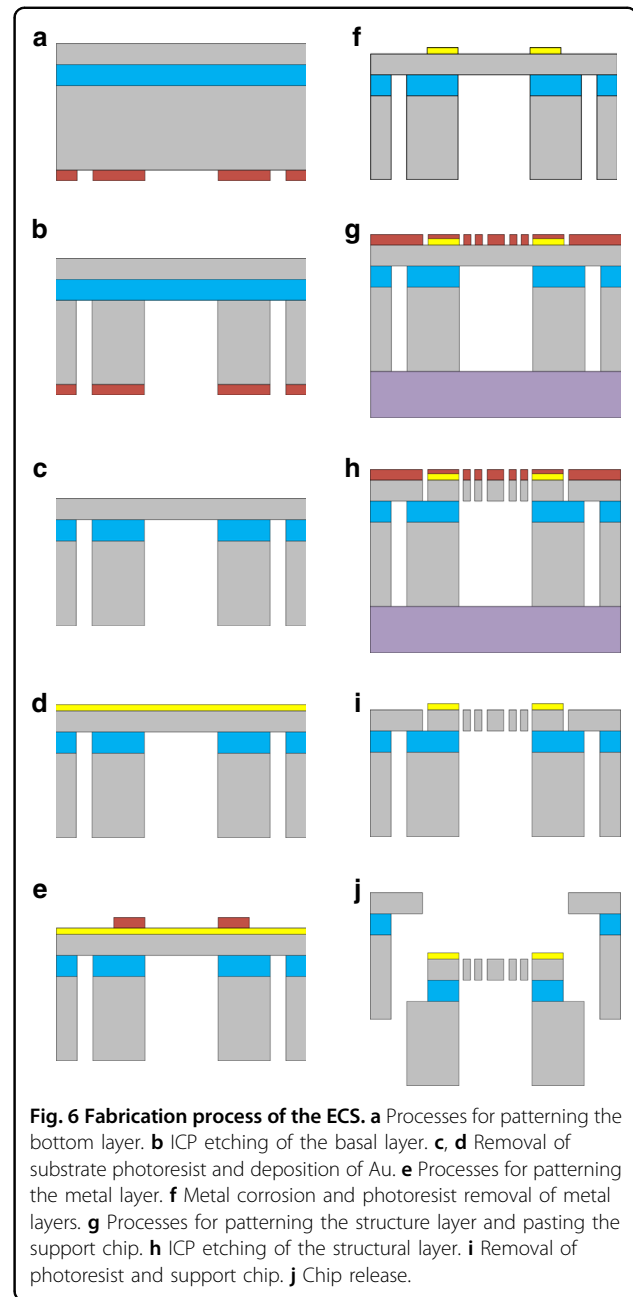 a
f
b
g
c
h
d
i
e
j
Fig. 6 Fabrication process of the ECS. a Processes for patterning the
bottom layer. b ICP etching of the basal layer. c, d Removal of
substrate photoresist and deposition of Au. e Processes for patterning
the metal layer. f Metal corrosion and photoresist removal of metal
layers. g Processes for patterning the structure layer and pasting the
support chip. h ICP etching of the structural layer. i Removal of
photoresist and support chip. j Chip release.